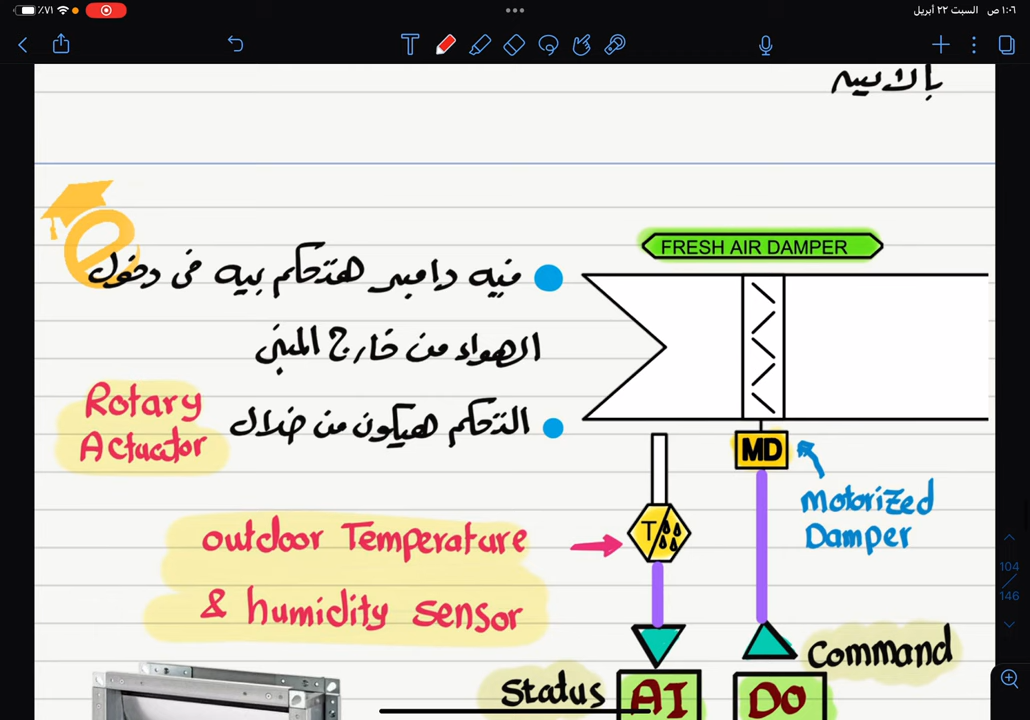 ١:٠٦ ص السبت ٢٢ أبريل
٪٧١
T
FRESH AIR DAMPER
فيه دامبر هنتحكم بيه فى دخول
الهواء من خارج المبنى
التحكم هيكون من خلال
Rotary
Actuator
MD
Motorized
Damper
outdoor Temperature
& humidity sensor
T
Command
Status
AI
DO
104
146